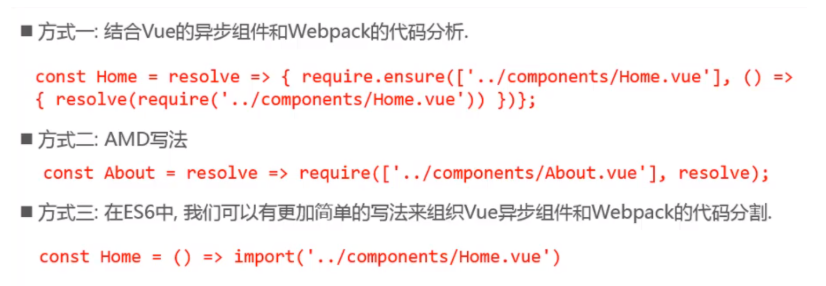 ■ 方式一: 结合Vue的异步组件和Webpack的代码分析.
const Home = resolve => { require.ensure(['../components/Home.vue'], () =>
{ resolve(require('../components/Home.vue')) })};
■ 方式二: AMD写法
const About = resolve => require(['../components/About.vue'], resolve);
■ 方式三: 在ES6中, 我们可以有更加简单的写法来组织Vue异步组件和Webpack的代码分割.
const Home = () => import('../components/Home.vue')